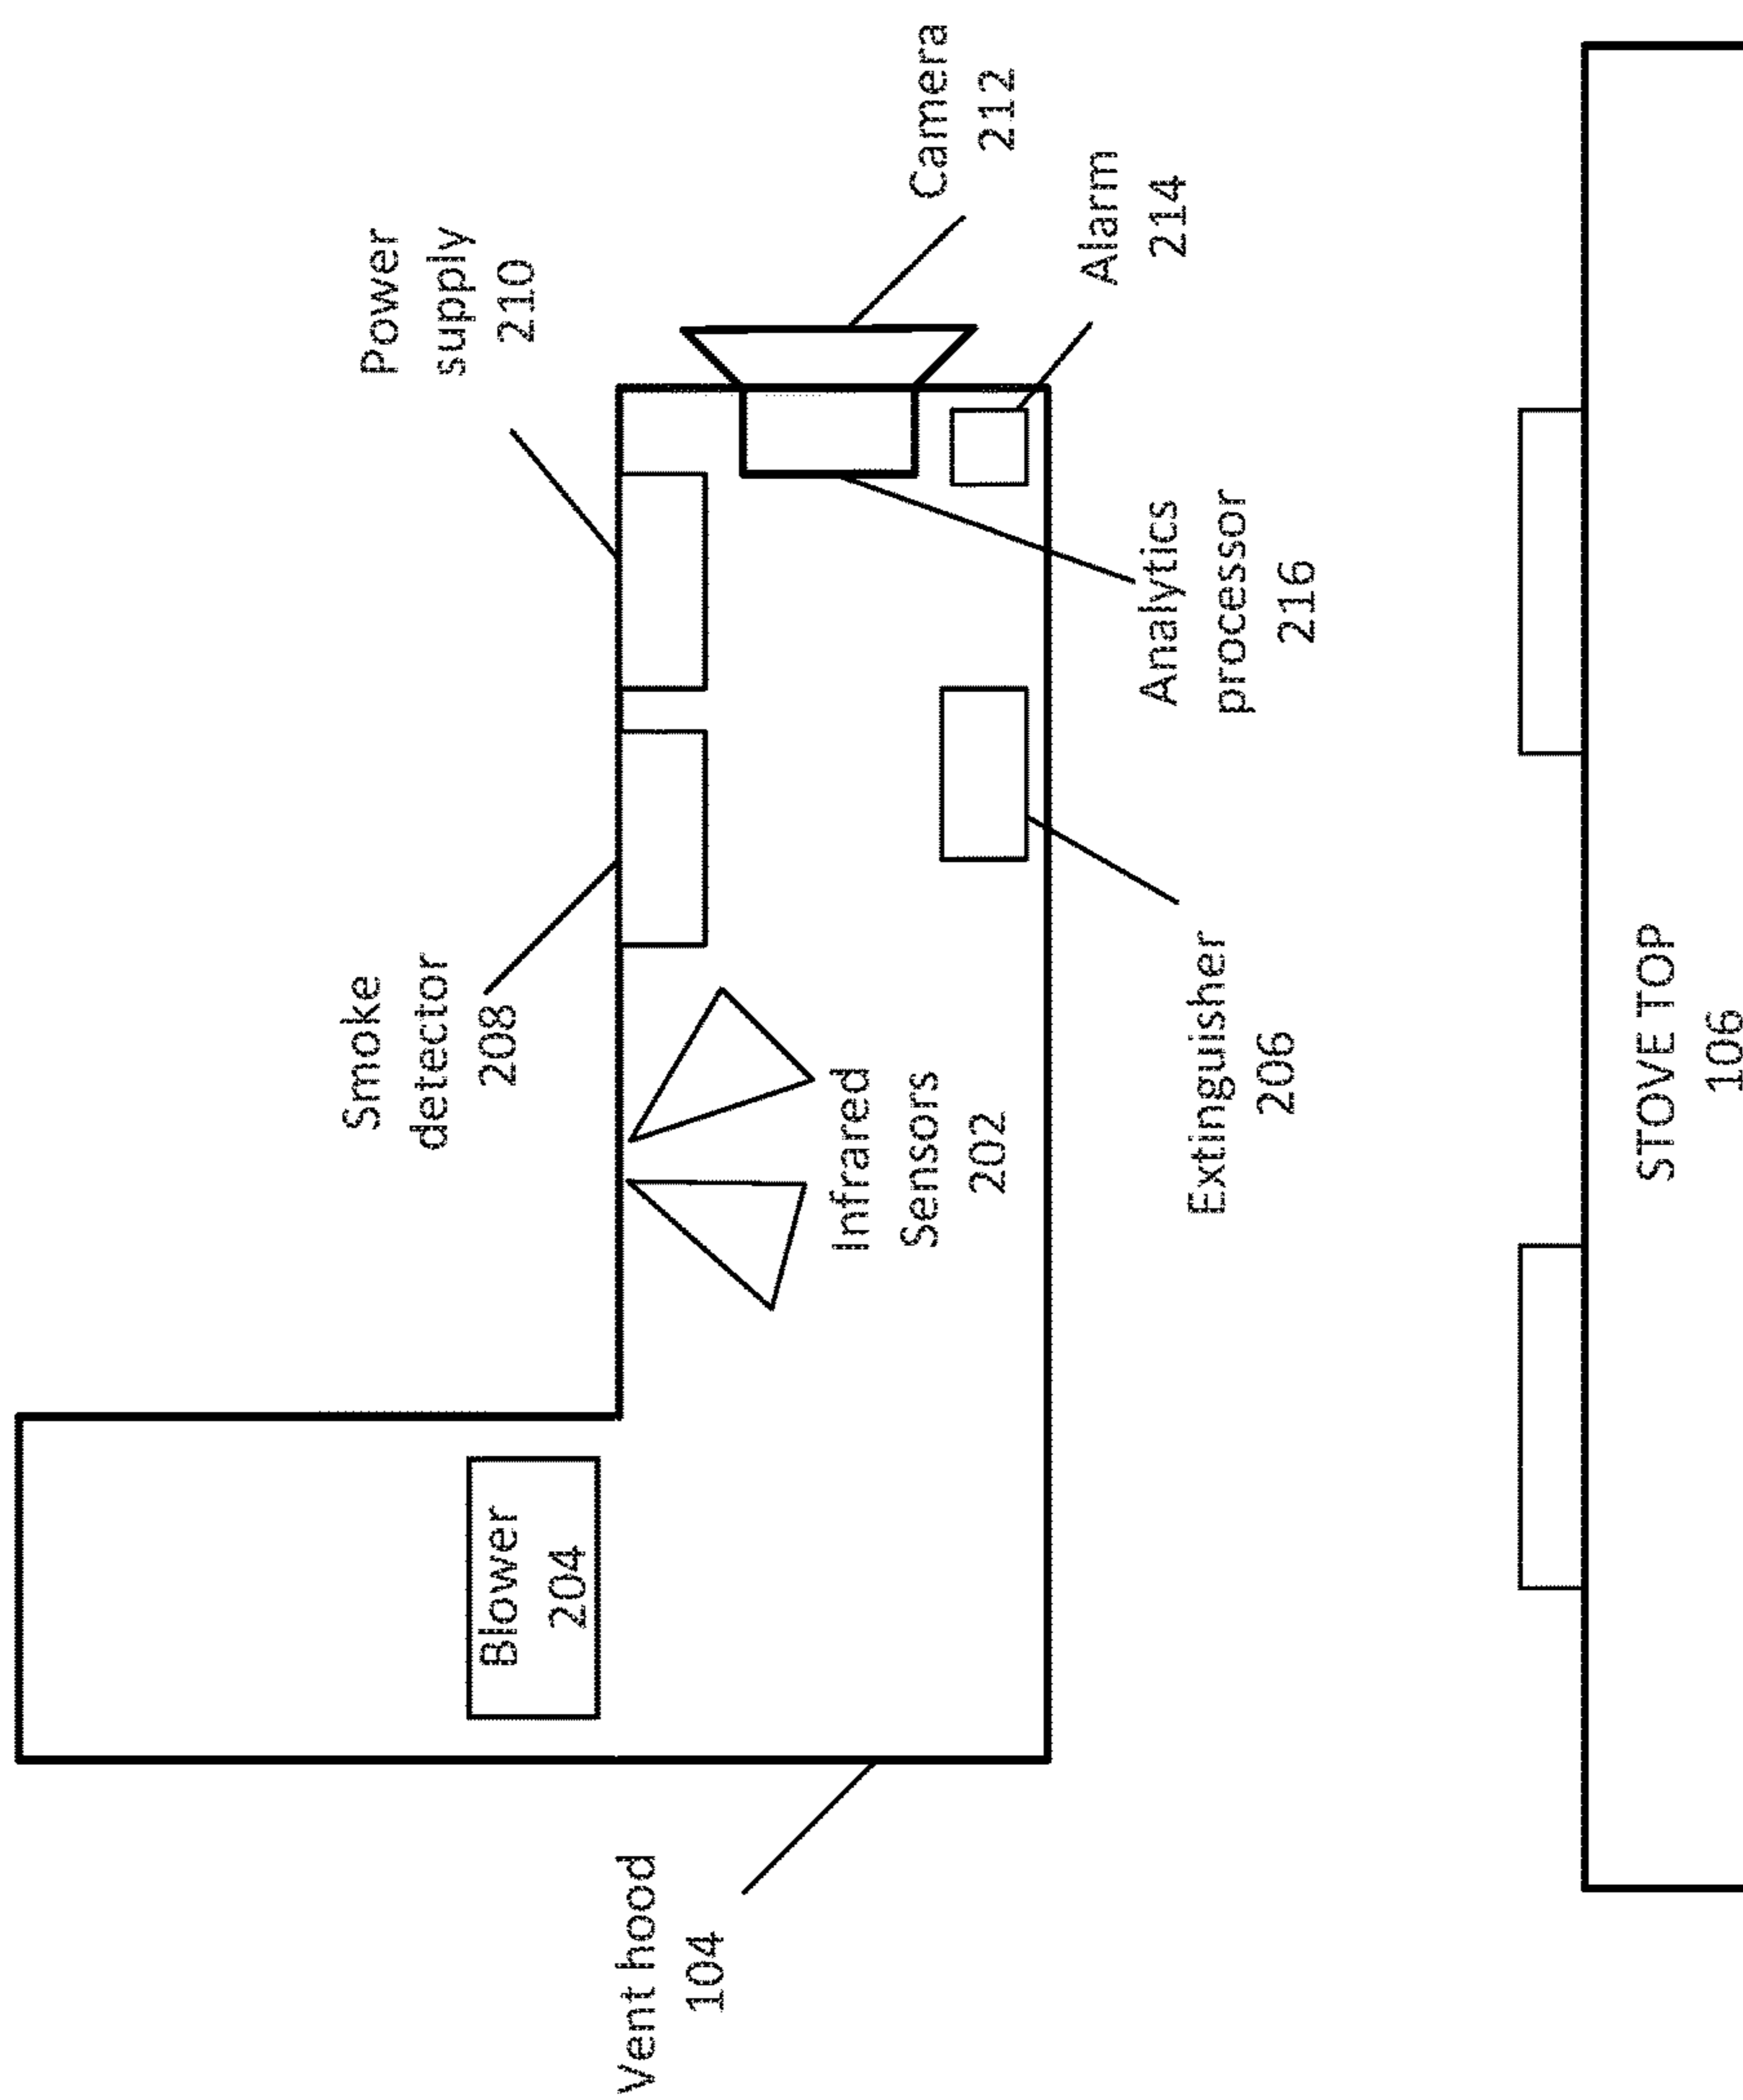 Smoke
detector
208
Power
supply
210
Blower
204
Vent hood
104
Infrared
Sensors
202
Camera
212
Alarm
214
Analytics
processor
216
Extinguisher
206
STOVE TOP
106